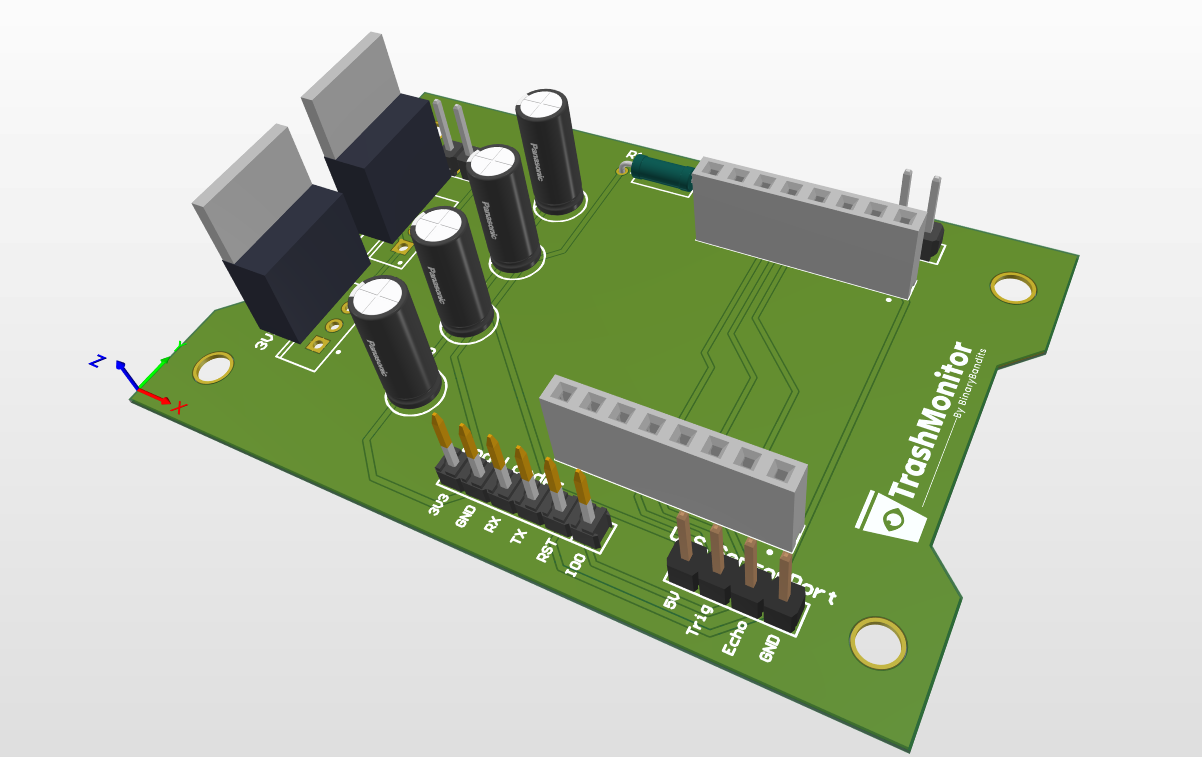 Panasonic
Panasonic
Panasonic
Panasonic
TrashMonitor
By BinaryBandits
3V3
GND
RX
TX
RST
IO0
5V
Trig
Echo
GND
Z
X